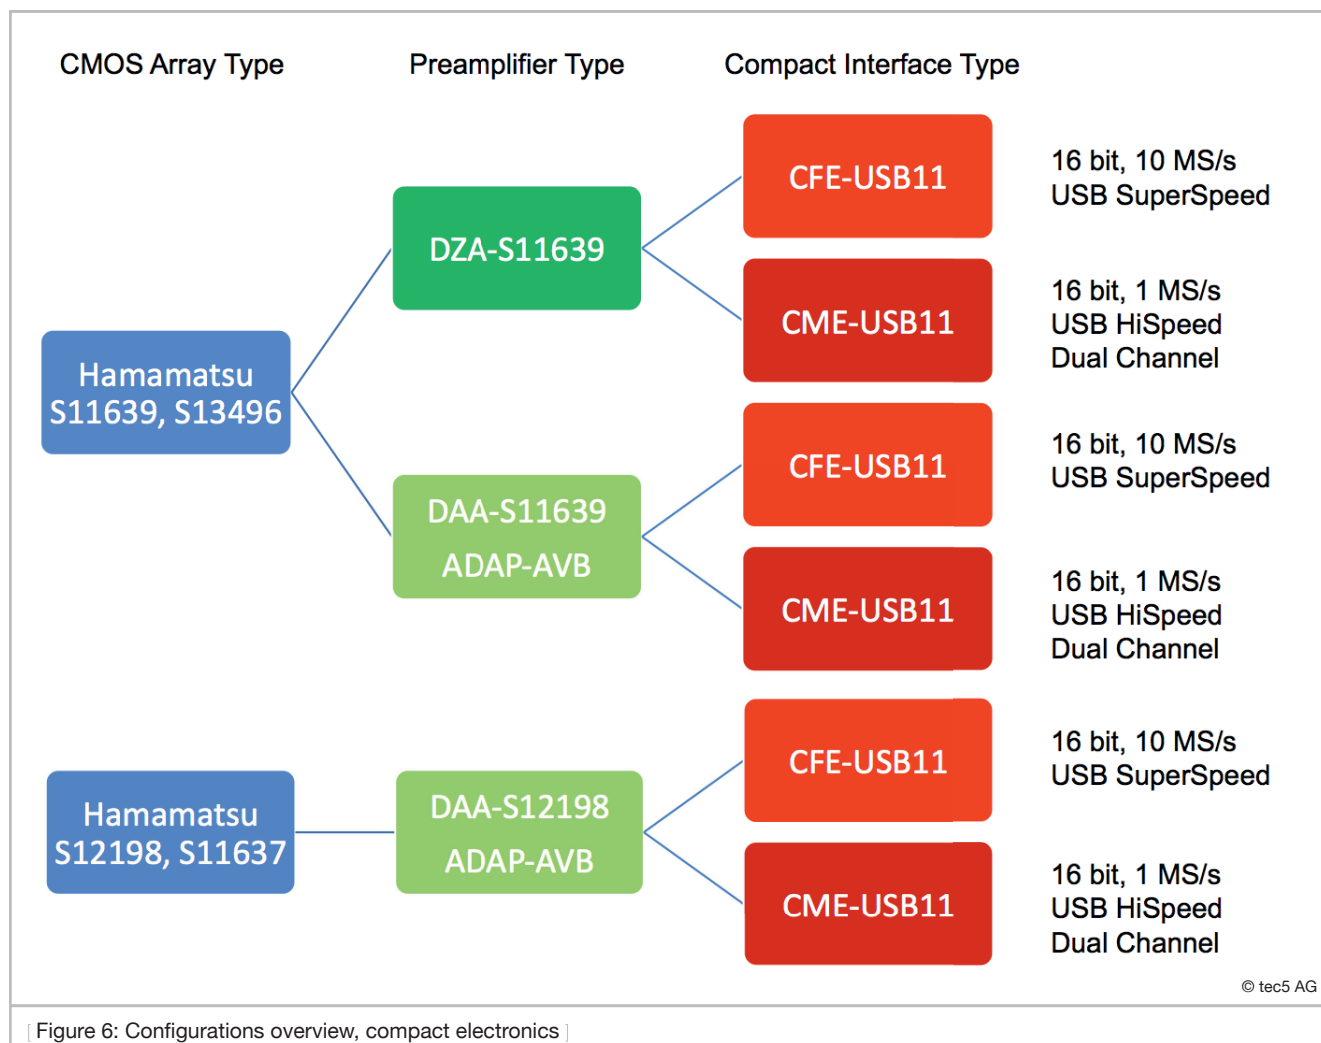 CMOS Array Type
Preamplifier Type
Compact Interface Type
CFE-USB11
16 bit, 10 MS/s
USB SuperSpeed
DZA-S11639
CME-USB11
16 bit, 1 MS/s
USB HiSpeed
Dual Channel
Hamamatsu
S11639, S13496
CFE-USB11
16 bit, 10 MS/s
USB SuperSpeed
DAA-S11639
ADAP-AVB
CME-USB11
16 bit, 1 MS/s
USB HiSpeed
Dual Channel
CFE-USB11
16 bit, 10 MS/s
USB SuperSpeed
Hamamatsu
S12198, S11637
DAA-S12198
ADAP-AVB
CME-USB11
16 bit, 1 MS/s
USB HiSpeed
Dual Channel
© tec5 AG
[ Figure 6: Configurations overview, compact electronics ]